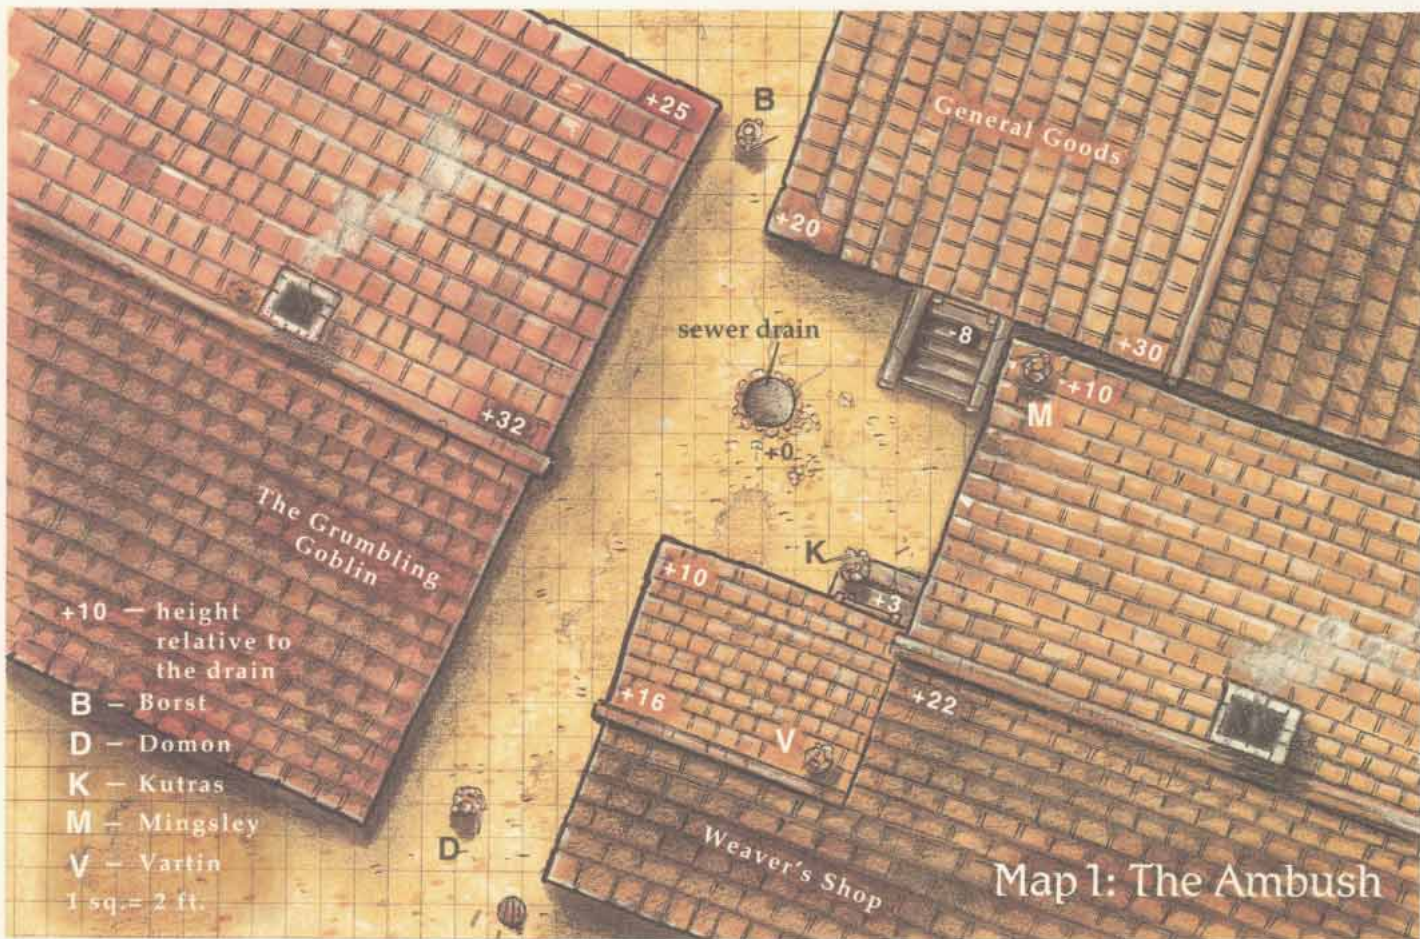 +25
B
General Goods
+20
sewer drain
-8
+30
+10
M
+32
+0
The Grumbling
Goblin
K
+10
+3
+10 – height
relative to
the drain
B – Borst
D – Domon
K – Kutras
M – Mingsley
V – Vartin
1 sq.= 2 ft.
+16
+22
V
D
Weaver's Shop
Map 1: The Ambush